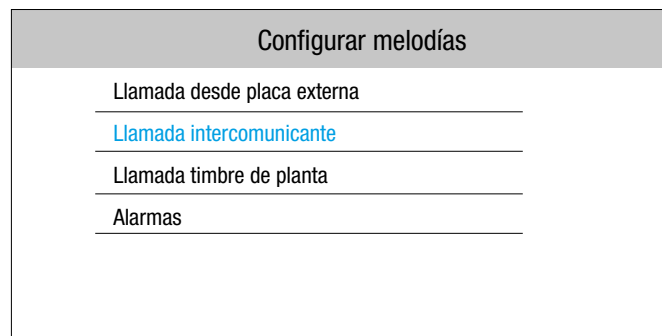 Configurar melodías
Llamada desde placa externa
Llamada intercomunicante
Llamada timbre de planta
Alarmas